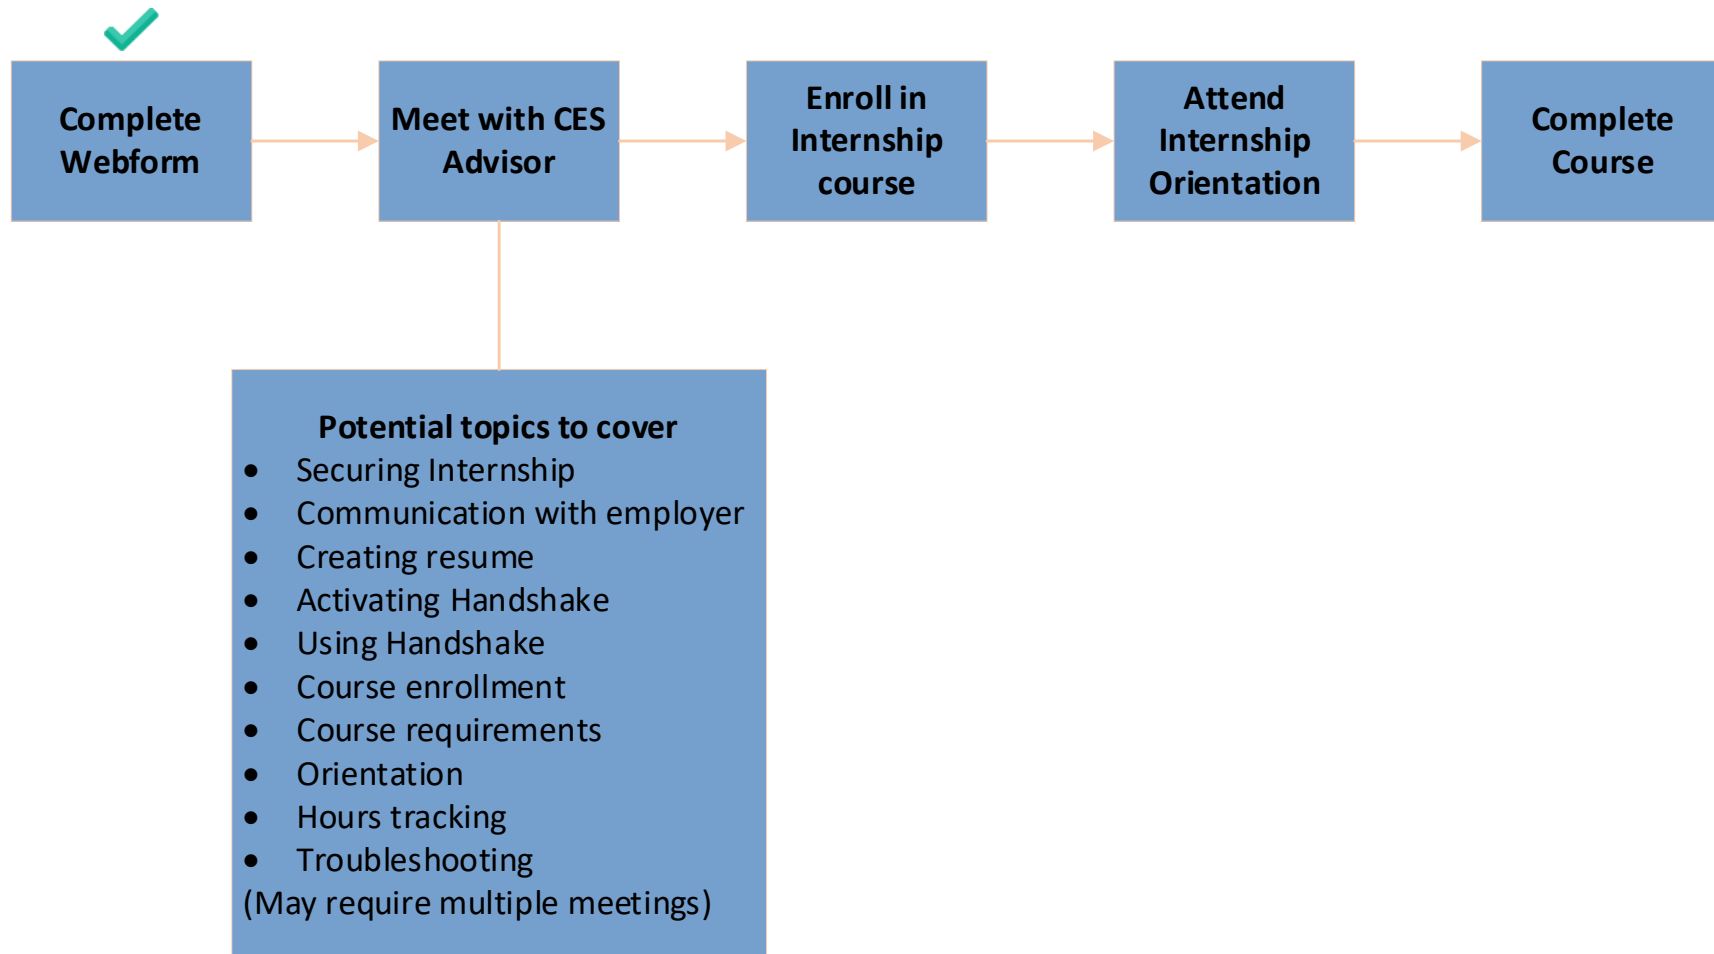 Complete
Webform
Meet with CES
Advisor
Enroll in
Internship
course
Attend
Internship
Orientation
Complete
Course
Potential topics to cover
• Securing Internship
• Communication with employer
• Creating resume
• Activating Handshake
• Using Handshake
• Course enrollment
• Course requirements
• Orientation
• Hours tracking
• Troubleshooting
(May require multiple meetings)